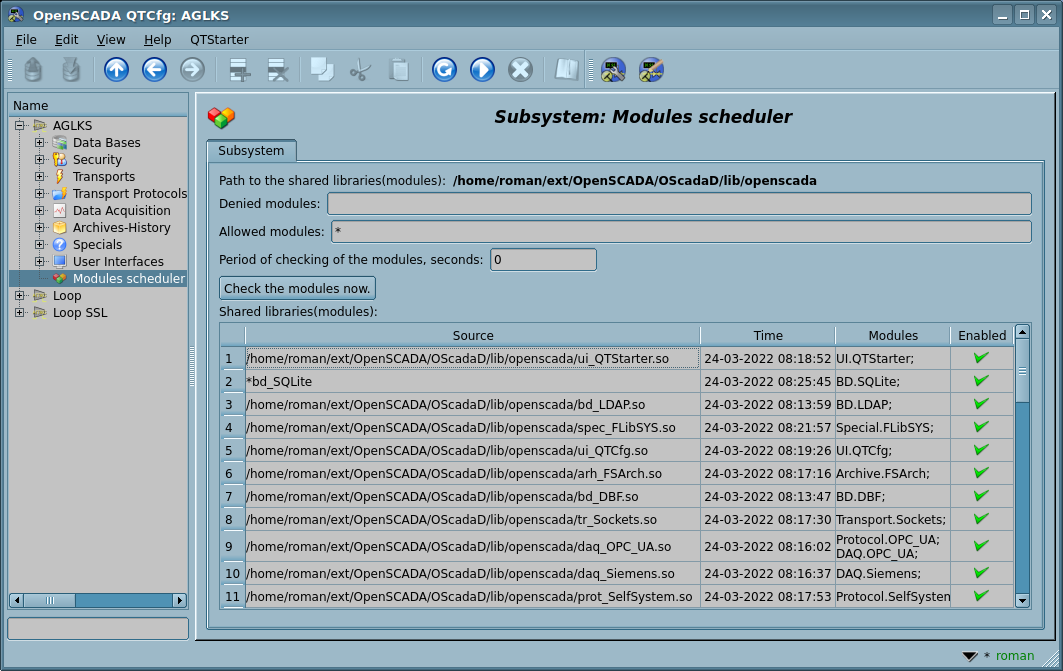 OpenSCADA QTCfg: AGLKS
File Edit View Help QTStarter
Name
AGLKS
Data Bases
Security
Transports
Transport Protocols
Data Acquisition
Archives-History
Specials
User Interfaces
Modules scheduler
Loop
Loop SSL
Subsystem: Modules scheduler
Subsystem
Path to the shared libraries(modules): /home/roman/ext/OpenSCADA/OScadaD/lib/openscada
Denied modules:
Allowed modules: *
Period of checking of the modules, seconds: 0
Check the modules now.
Shared libraries(modules):
Source Time Modules Enabled
1 /home/roman/ext/OpenSCADA/OScadaD/lib/openscada/ui_QTStarter.so 24-03-2022 08:18:52 UI.QTStarter;
2 *bd_SQLite 24-03-2022 08:25:45 BD.SQLite;
3 /home/roman/ext/OpenSCADA/OScadaD/lib/openscada/bd_LDAP.so 24-03-2022 08:13:59 BD.LDAP;
4 /home/roman/ext/OpenSCADA/OScadaD/lib/openscada/spec_FLibSYS.so 24-03-2022 08:21:57 Special.FLibSYS;
5 /home/roman/ext/OpenSCADA/OScadaD/lib/openscada/ui_QTCfg.so 24-03-2022 08:19:26 UI.QTCfg;
6 /home/roman/ext/OpenSCADA/OScadaD/lib/openscada/arh_FSArch.so 24-03-2022 08:17:16 Archive.FSArch;
7 /home/roman/ext/OpenSCADA/OScadaD/lib/openscada/bd_DBF.so 24-03-2022 08:13:47 BD.DBF;
8 /home/roman/ext/OpenSCADA/OScadaD/lib/openscada/tr_Sockets.so 24-03-2022 08:17:30 Transport.Sockets;
9 /home/roman/ext/OpenSCADA/OScadaD/lib/openscada/daq_OPC_UA.so 24-03-2022 08:16:02 Protocol.OPC_UA;
DAQ.OPC_UA;
10 /home/roman/ext/OpenSCADA/OScadaD/lib/openscada/daq_Siemens.so 24-03-2022 08:16:37 DAQ.Siemens;
11 /home/roman/ext/OpenSCADA/OScadaD/lib/openscada/prot_SelfSystem.so 24-03-2022 08:17:53 Protocol.SelfSystem
* roman